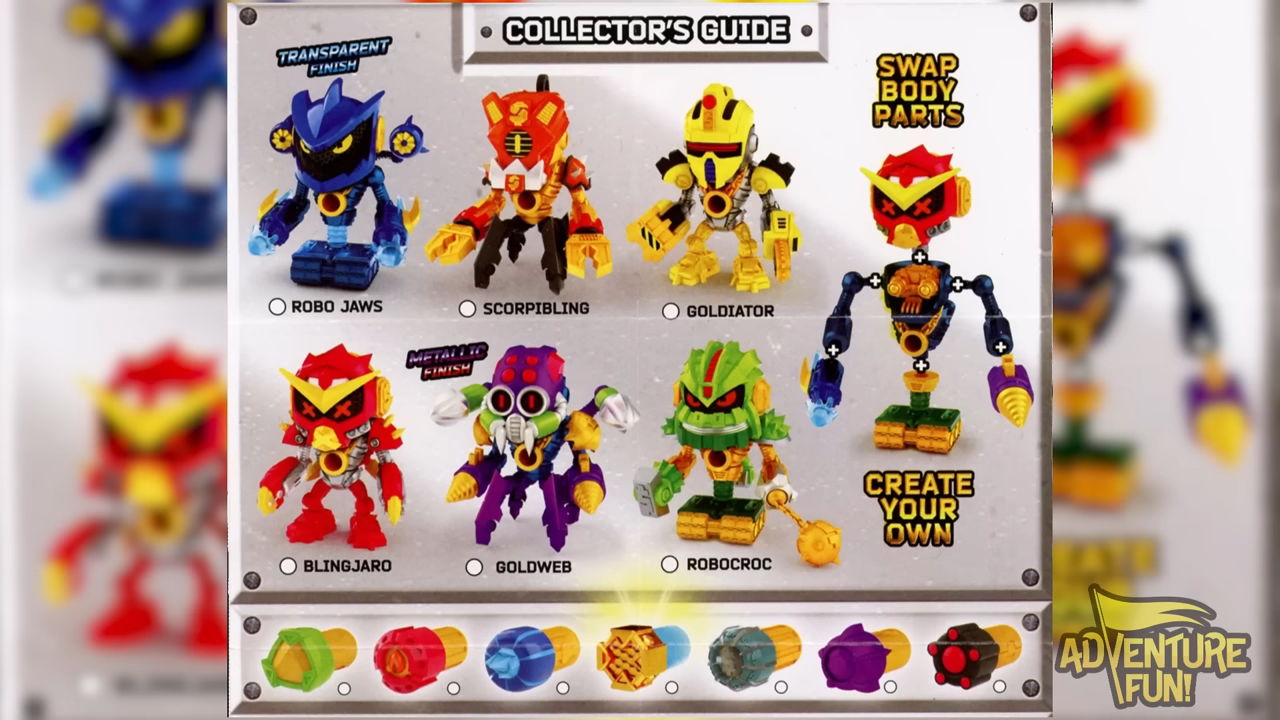 COLLECTOR'S GUIDE
TRANSPARENT
FINISH
SWAP
BODY
PARTS
ROBO JAWS
SCORPIBLING
GOLDIATOR
METALLIC
FINISH
BLINGJARO
GOLDWEB
ROBOCROC
CREATE
YOUR
OWN
ADVENTURE
FUN!